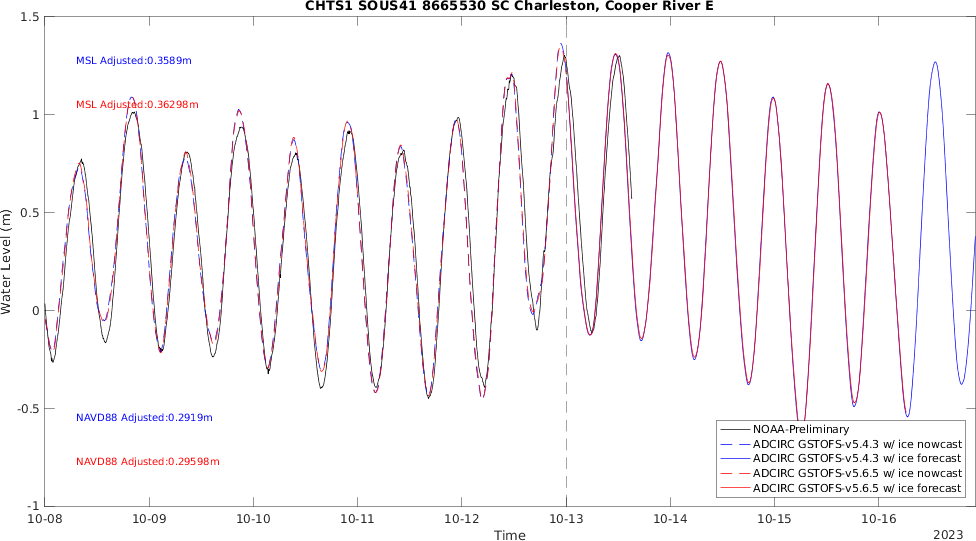 CHTS1 SOUS41 8665530 SC Charleston, Cooper River E
1.5
MSL Adjusted:0.3589m
MSL Adjusted:0.36298m
1
0.5
Water Level (m)
0
-0.5
NAVD88 Adjusted:0.2919m
NAVD88 Adjusted:0.29598m
NOAA-Preliminary
ADCIRC GSTOFS-v5.4.3 w/ ice nowcast
ADCIRC GSTOFS-v5.4.3 w/ ice forecast
ADCIRC GSTOFS-v5.6.5 w/ ice nowcast
ADCIRC GSTOFS-v5.6.5 w/ ice forecast
-1
10-08 10-09 10-10 10-11 10-12 10-13 10-14 10-15 10-16
Time
2023